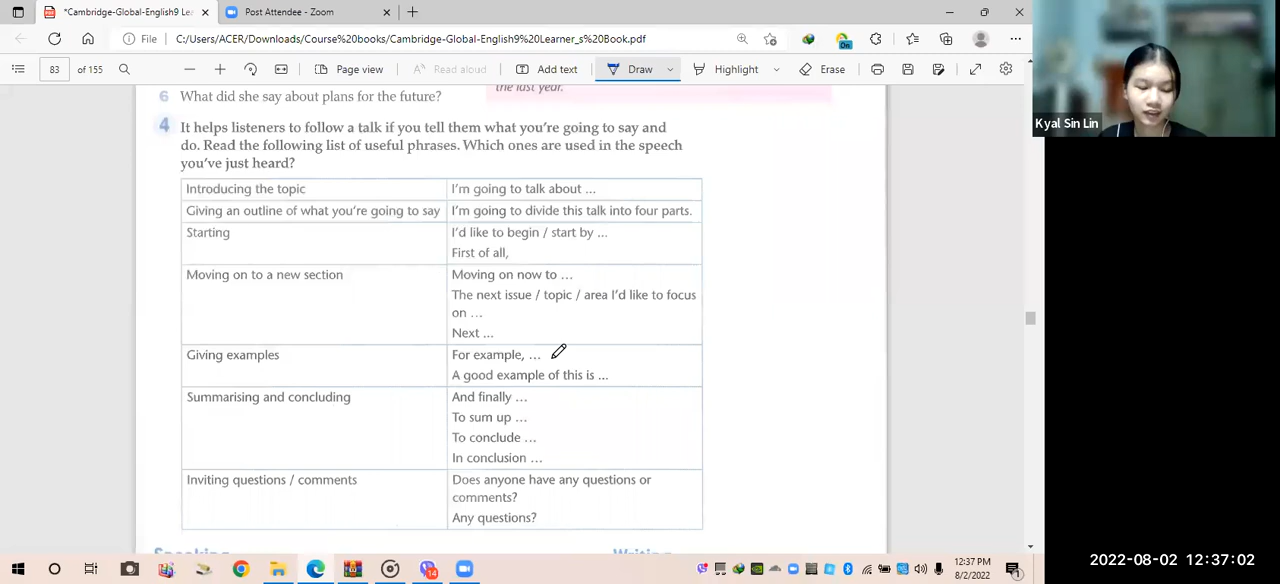 *Cambridge-Global-English9 Lea
Post Attendee - Zoom
File
C:/Users/ACER/Downloads/Course%20books/Cambridge-Global-English9%20Learner_s%20Book.pdf
On
83
of 155
Page view
Read aloud
Add text
Draw
Highlight
Erase
6 What did she say about plans for the future?
the last year.
4 It helps listeners to follow a talk if you tell them what you're going to say and
do. Read the following list of useful phrases. Which ones are used in the speech
you've just heard?
Introducing the topic
I'm going to talk about ...
Giving an outline of what you're going to say
I'm going to divide this talk into four parts.
Starting
I'd like to begin / start by ...
First of all,
Moving on to a new section
Moving on now to ...
The next issue / topic / area I'd like to focus
on ...
Next ...
Giving examples
For example, ...
A good example of this is ...
Summarising and concluding
And finally ...
To sum up ...
To conclude ...
In conclusion ...
Inviting questions / comments
Does anyone have any questions or
comments?
Any questions?
Speaking
Writing
Kyal Sin Lin
14
12:37 PM
8/2/2022
1
2022-08-02 12:37:02